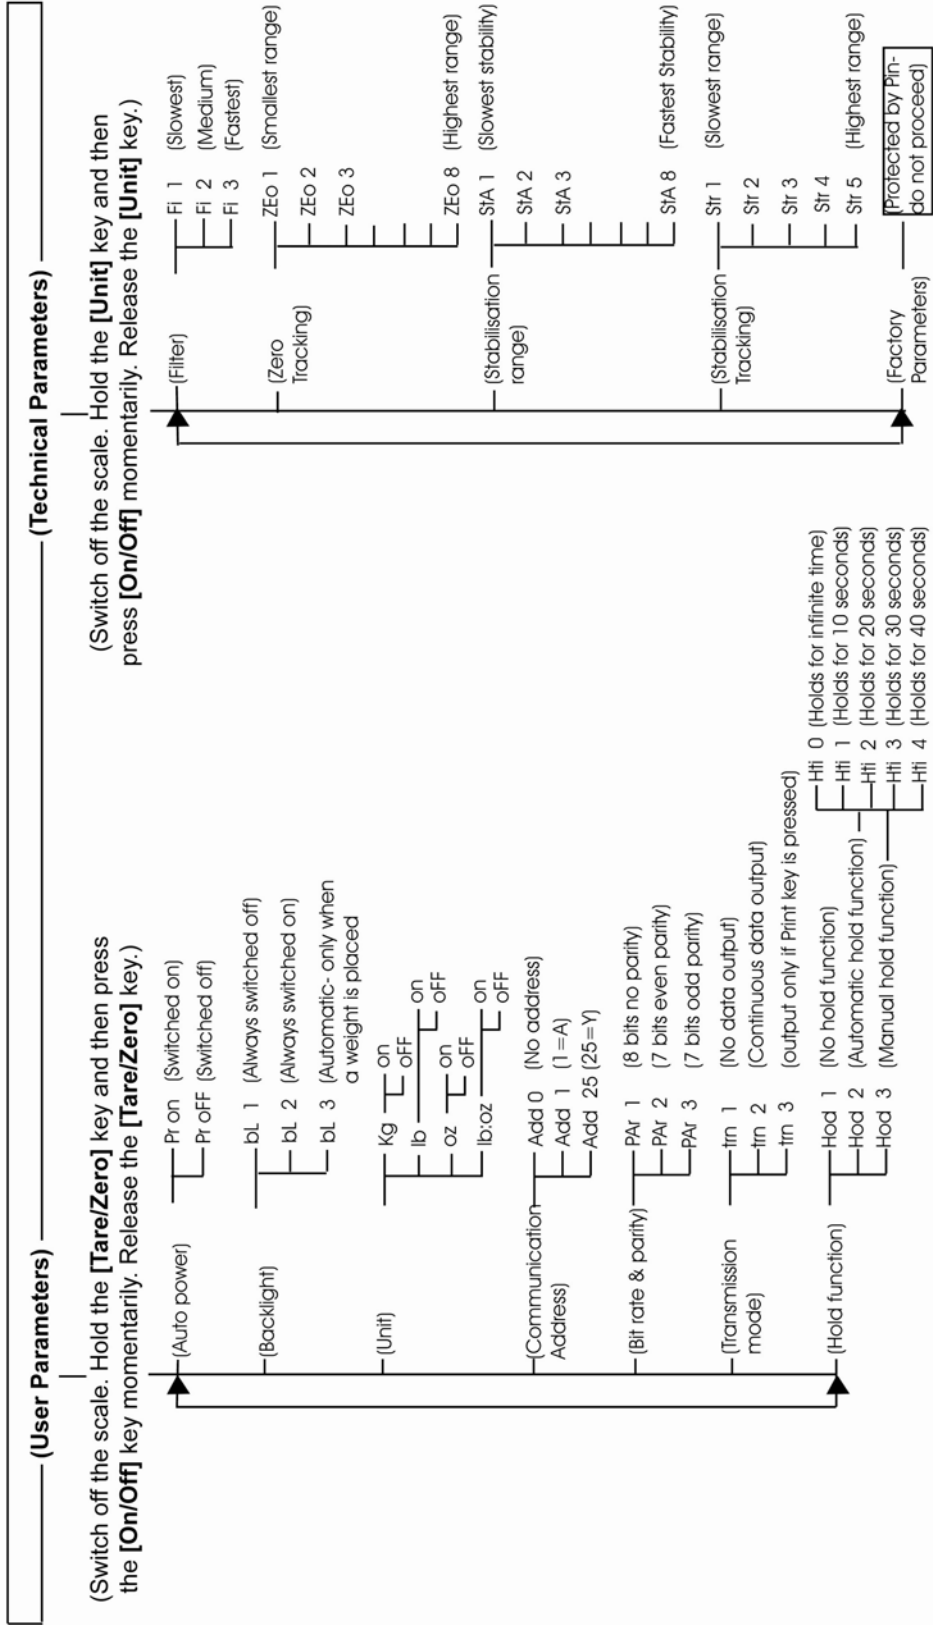 (User Parameters)
(Switch off the scale. Hold the [Tare/Zero] key and then press
the [On/Off] key momentarily. Release the [Tare/Zero] key.)
(Auto power)
Pr on (Switched on)
Pr oFF (Switched off)
(Backlight)
bL 1 (Always switched off)
bL 2 (Always switched on)
bL 3 (Automatic- only when
a weight is placed
(Unit)
Kg on
oFF
lb on
oFF
oz on
oFF
lb:oz on
oFF
(Communication
Address)
Add 0 (No address)
Add 1 (1=A)
Add 25 (25=Y)
(Bit rate & parity)
PAr 1 (8 bits no parity)
PAr 2 (7 bits even parity)
PAr 3 (7 bits odd parity)
(Transmission
mode)
trn 1 (No data output)
trn 2 (Continuous data output)
trn 3 (output only if Print key is pressed)
(Hold function)
Hod 1 (No hold function)
Hod 2 (Automatic hold function)
Hod 3 (Manual hold function)
Hti 0 (Holds for infinite time)
Hti 1 (Holds for 10 seconds)
Hti 2 (Holds for 20 seconds)
Hti 3 (Holds for 30 seconds)
Hti 4 (Holds for 40 seconds)
(Technical Parameters)
(Switch off the scale. Hold the [Unit] key and then
press [On/Off] momentarily. Release the [Unit] key.)
(Filter)
Fi 1 (Slowest)
Fi 2 (Medium)
Fi 3 (Fastest)
(Zero
Tracking)
ZEo 1 (Smallest range)
ZEo 2
ZEo 3
ZEo 8 (Highest range)
(Stabilisation
range)
StA 1 (Slowest stability)
StA 2
StA 3
StA 8 (Fastest Stability)
(Stabilisation
Tracking)
Str 1 (Slowest range)
Str 2
Str 3
Str 4
Str 5 (Highest range)
(Factory
Parameters)
(Protected by Pin-
do not proceed)